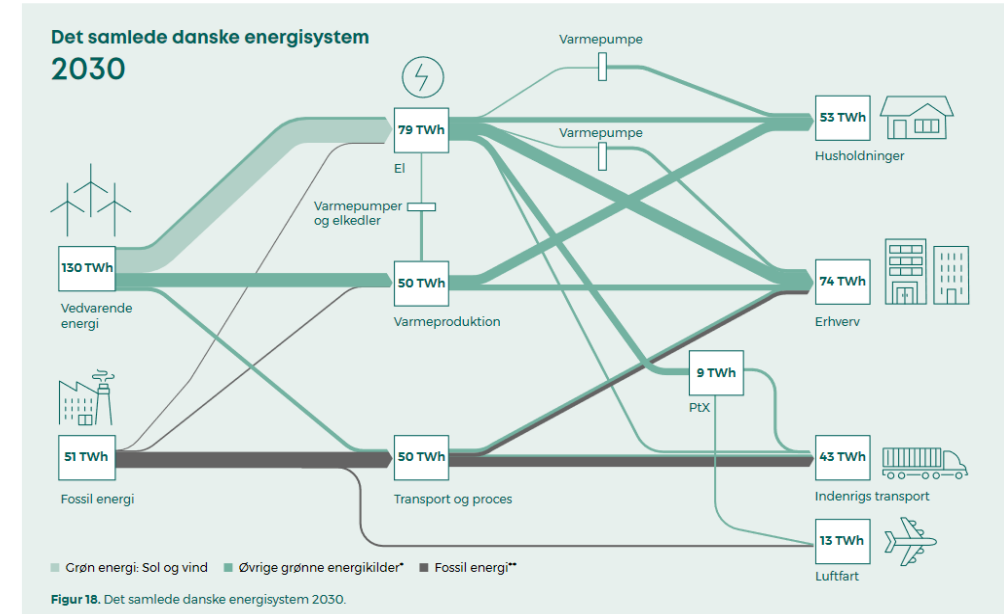 Det samlede danske energisystem
2030
Varmepumpe
79 TWh
El
53 TWh
Husholdninger
Varmepumpe
Varmepumper
og elkedler
130 TWh
Vedvarende
energi
50 TWh
Varmeproduktion
74 TWh
Erhverv
9 TWh
PtX
51 TWh
Fossil energi
50 TWh
Transport og proces
43 TWh
Indenrigs transport
13 TWh
Luftfart
Grøn energi: Sol og vind Øvrige grønne energikilder* Fossil energi**
Figur 18. Det samlede danske energisystem 2030.